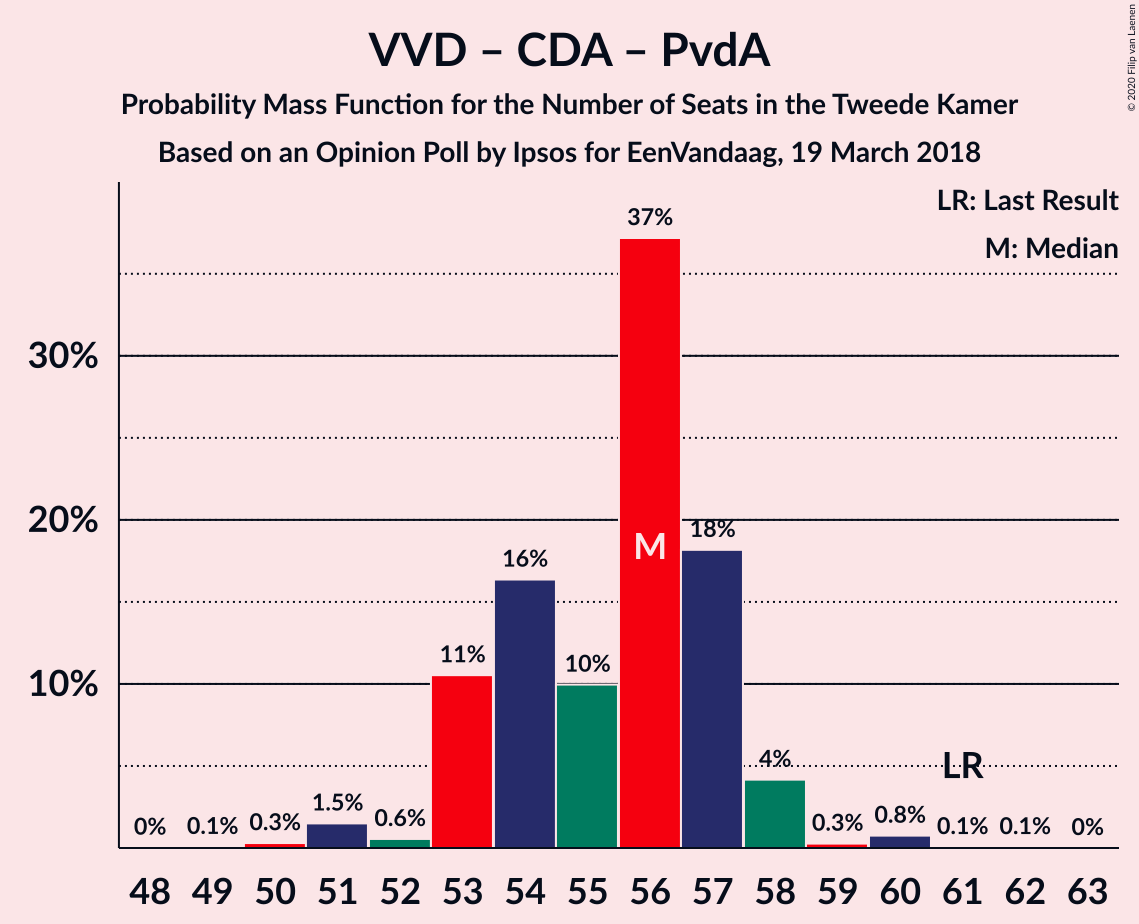 VVD – CDA – PvdA
Probability Mass Function for the Number of Seats in the Tweede Kamer
Based on an Opinion Poll by Ipsos for EenVandaag, 19 March 2018
© 2020 Filip van Laenen
LR: Last Result
M: Median
37%
30%
20%
18%
M
16%
11%
10%
10%
4%
LR
1.5%
0.6%
0.8%
0%
0.1%
0.3%
0.3%
0.1%
0.1%
0%
48 49 50 51 52 53 54 55 56 57 58 59 60 61 62 63